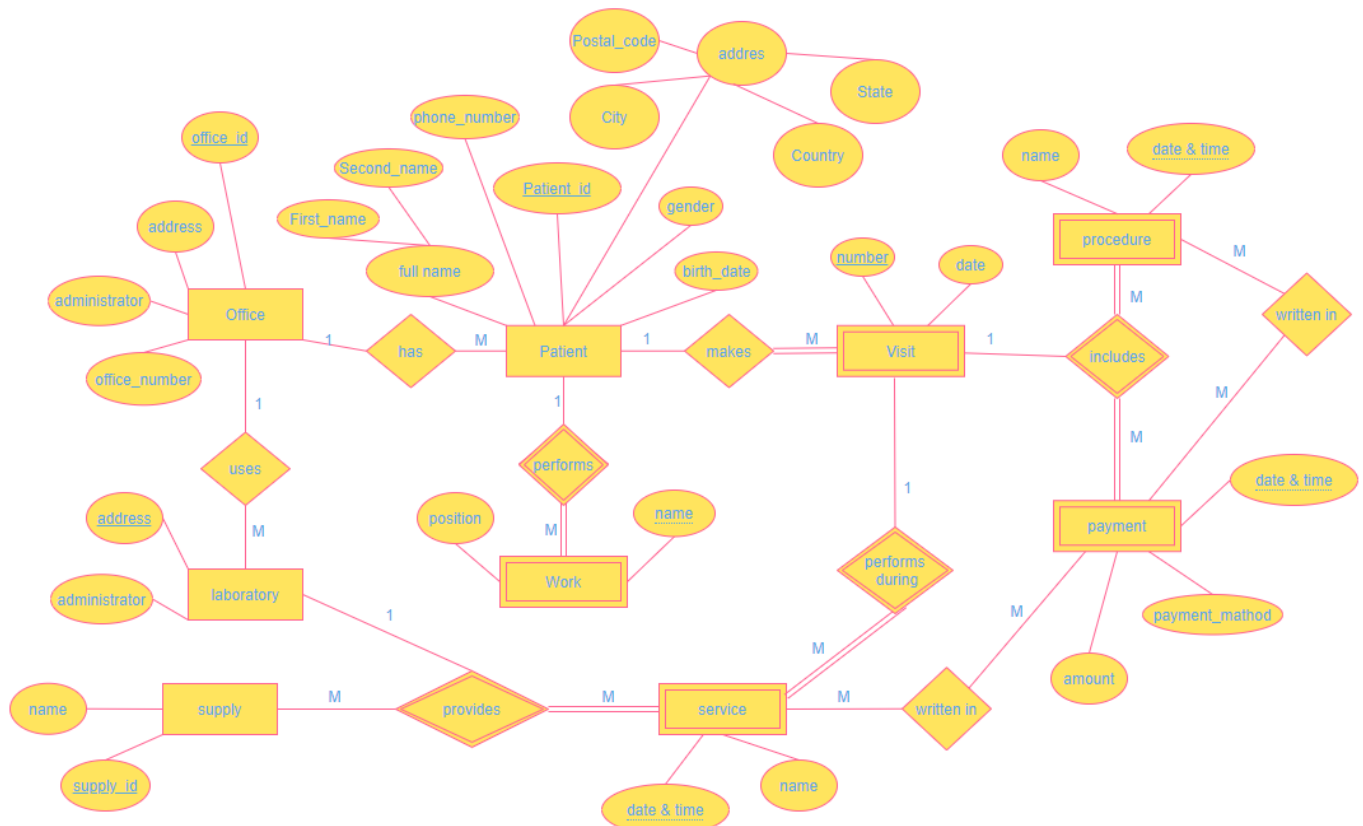 Postal_code
addres
State
City
Country
phone_number
office_id
Second_name
Patient_id
name
date & time
First_name
gender
address
procedure
M
full name
number
date
birth_date
administrator
Office
written in
1
has
M
Patient
1
makes
M
Visit
1
includes
M
office_number
1
1
M
M
uses
performs
1
date & time
address
M
position
M
name
performs
during
payment
administrator
laboratory
Work
1
M
payment_mathod
M
amount
name
supply
M
provides
M
service
M
written in
supply_id
name
date & time